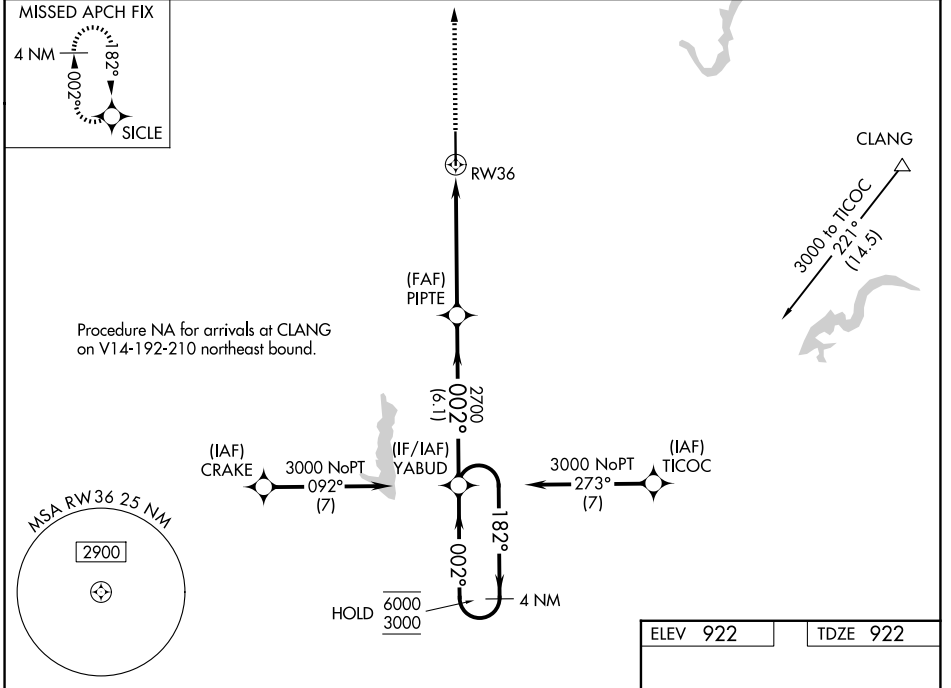 MISSED APCH FIX
4 NM
002°
182°
SICLE
RW36
CLANG
3000 to TICOC
221°
(14.5)
(FAF)
PIPTE
Procedure NA for arrivals at CLANG
on V14-192-210 northeast bound.
2700
002°
(6.1)
(IAF)
CRAKE
3000 NoPT
092°
(7)
(IF/IAF)
YABUD
3000 NoPT
273°
(7)
(IAF)
TICOC
MSA RW36 25 NM
2900
002°
182°
HOLD
6000
3000
4 NM
ELEV 922
TDZE 922